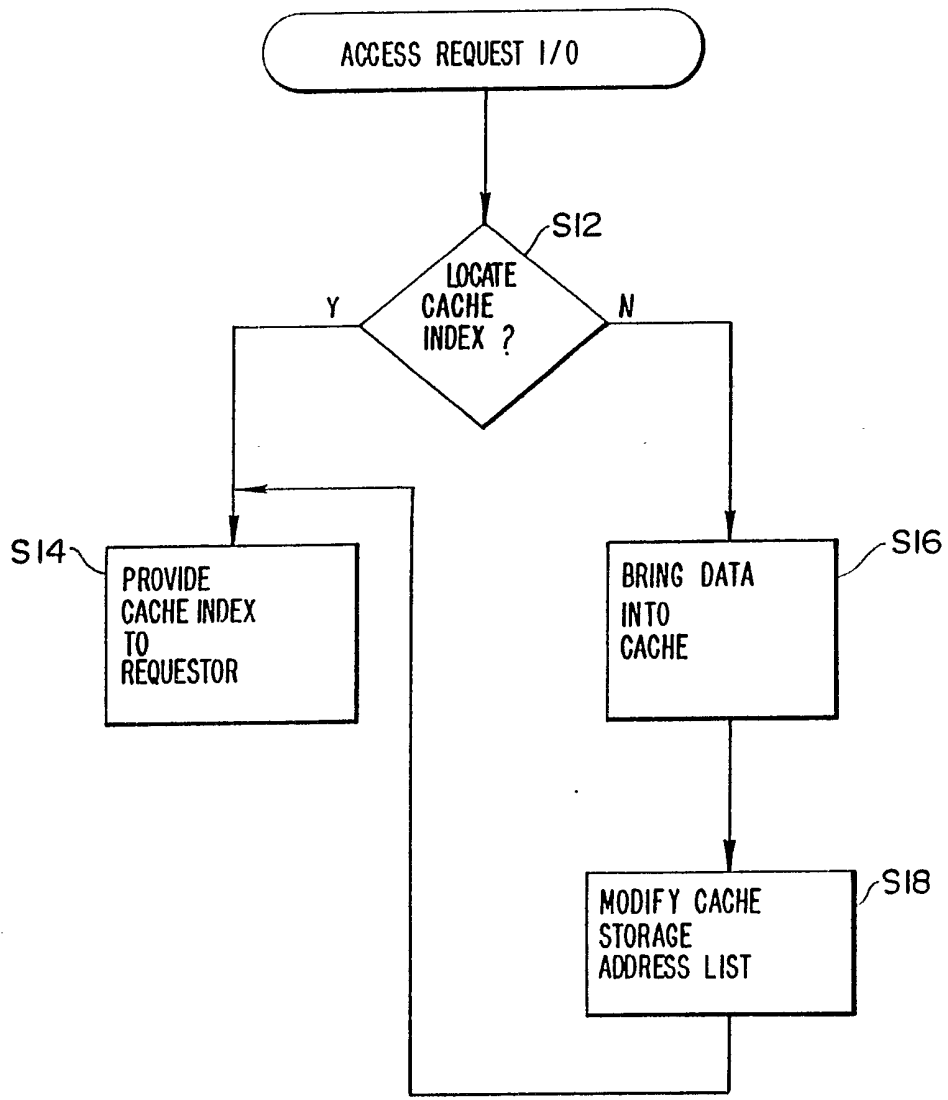 ACCESS REQUEST I/O
S12
LOCATE
CACHE
INDEX ?
Y
N
S14
PROVIDE
CACHE INDEX
TO
REQUESTOR
S16
BRING DATA
INTO
CACHE
S18
MODIFY CACHE
STORAGE
ADDRESS LIST